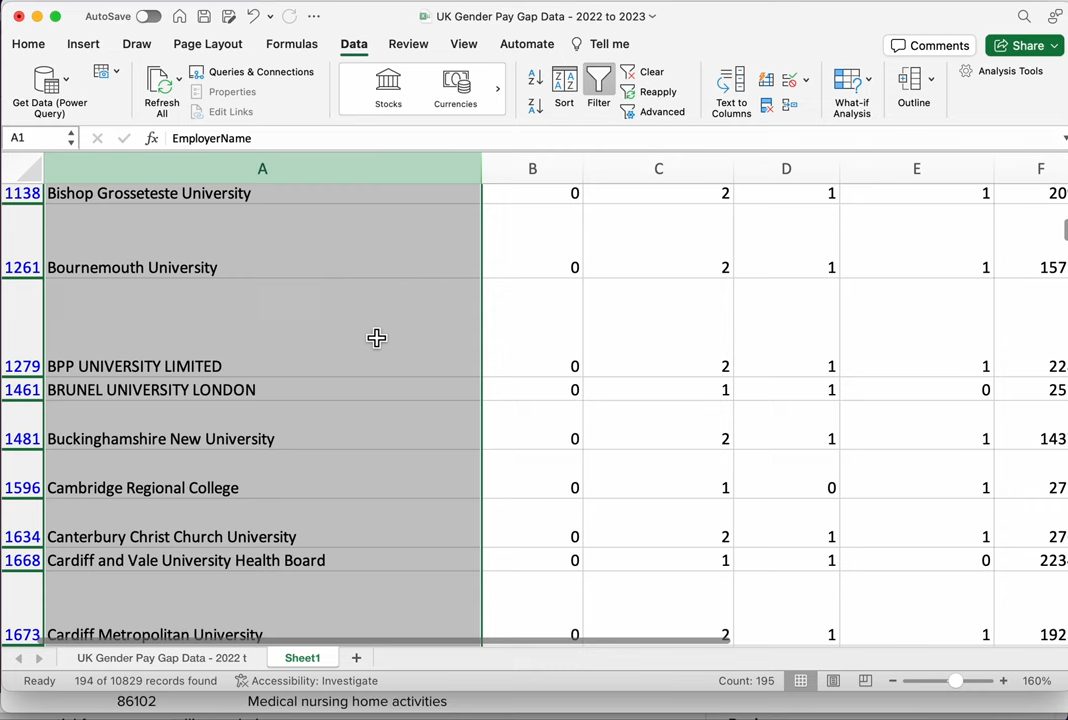 AutoSave UK Gender Pay Gap Data - 2022 to 2023
Home Insert Draw Page Layout Formulas Data Review View Automate Tell me Comments Share
Get Data (Power Query) Refresh All Queries & Connections Properties Edit Links Stocks Currencies Sort Filter Clear Reapply Advanced Text to Columns What-if Analysis Outline Analysis Tools
A1 fx EmployerName
A B C D E F
1138 Bishop Grosseteste University 0 2 1 1 209
1261 Bournemouth University 0 2 1 1 157
1279 BPP UNIVERSITY LIMITED 0 2 1 1 22
1461 BRUNEL UNIVERSITY LONDON 0 1 1 0 25
1481 Buckinghamshire New University 0 2 1 1 143
1596 Cambridge Regional College 0 1 0 1 27
1634 Canterbury Christ Church University 0 2 1 1 27
1668 Cardiff and Vale University Health Board 0 1 1 0 223
1673 Cardiff Metropolitan University 0 2 1 1 192
UK Gender Pay Gap Data - 2022 t Sheet1
Ready 194 of 10829 records found Accessibility: Investigate Count: 195 160%
86102 Medical nursing home activities